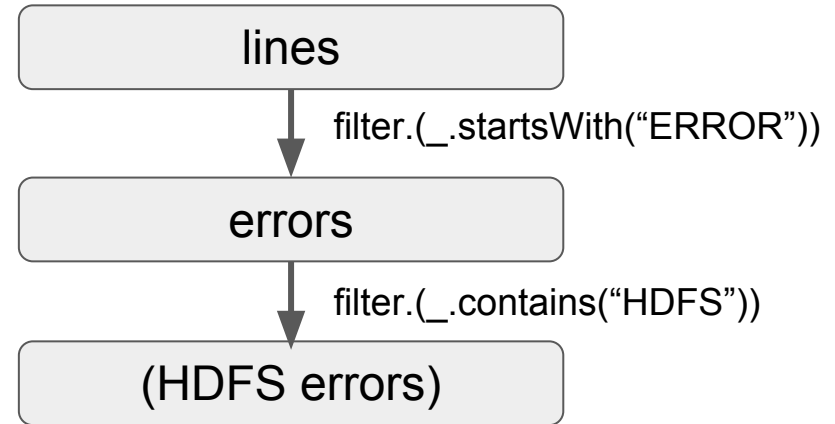 lines
filter.(_.startsWith(“ERROR”))
errors
filter.(_.contains(“HDFS”))
(HDFS errors)